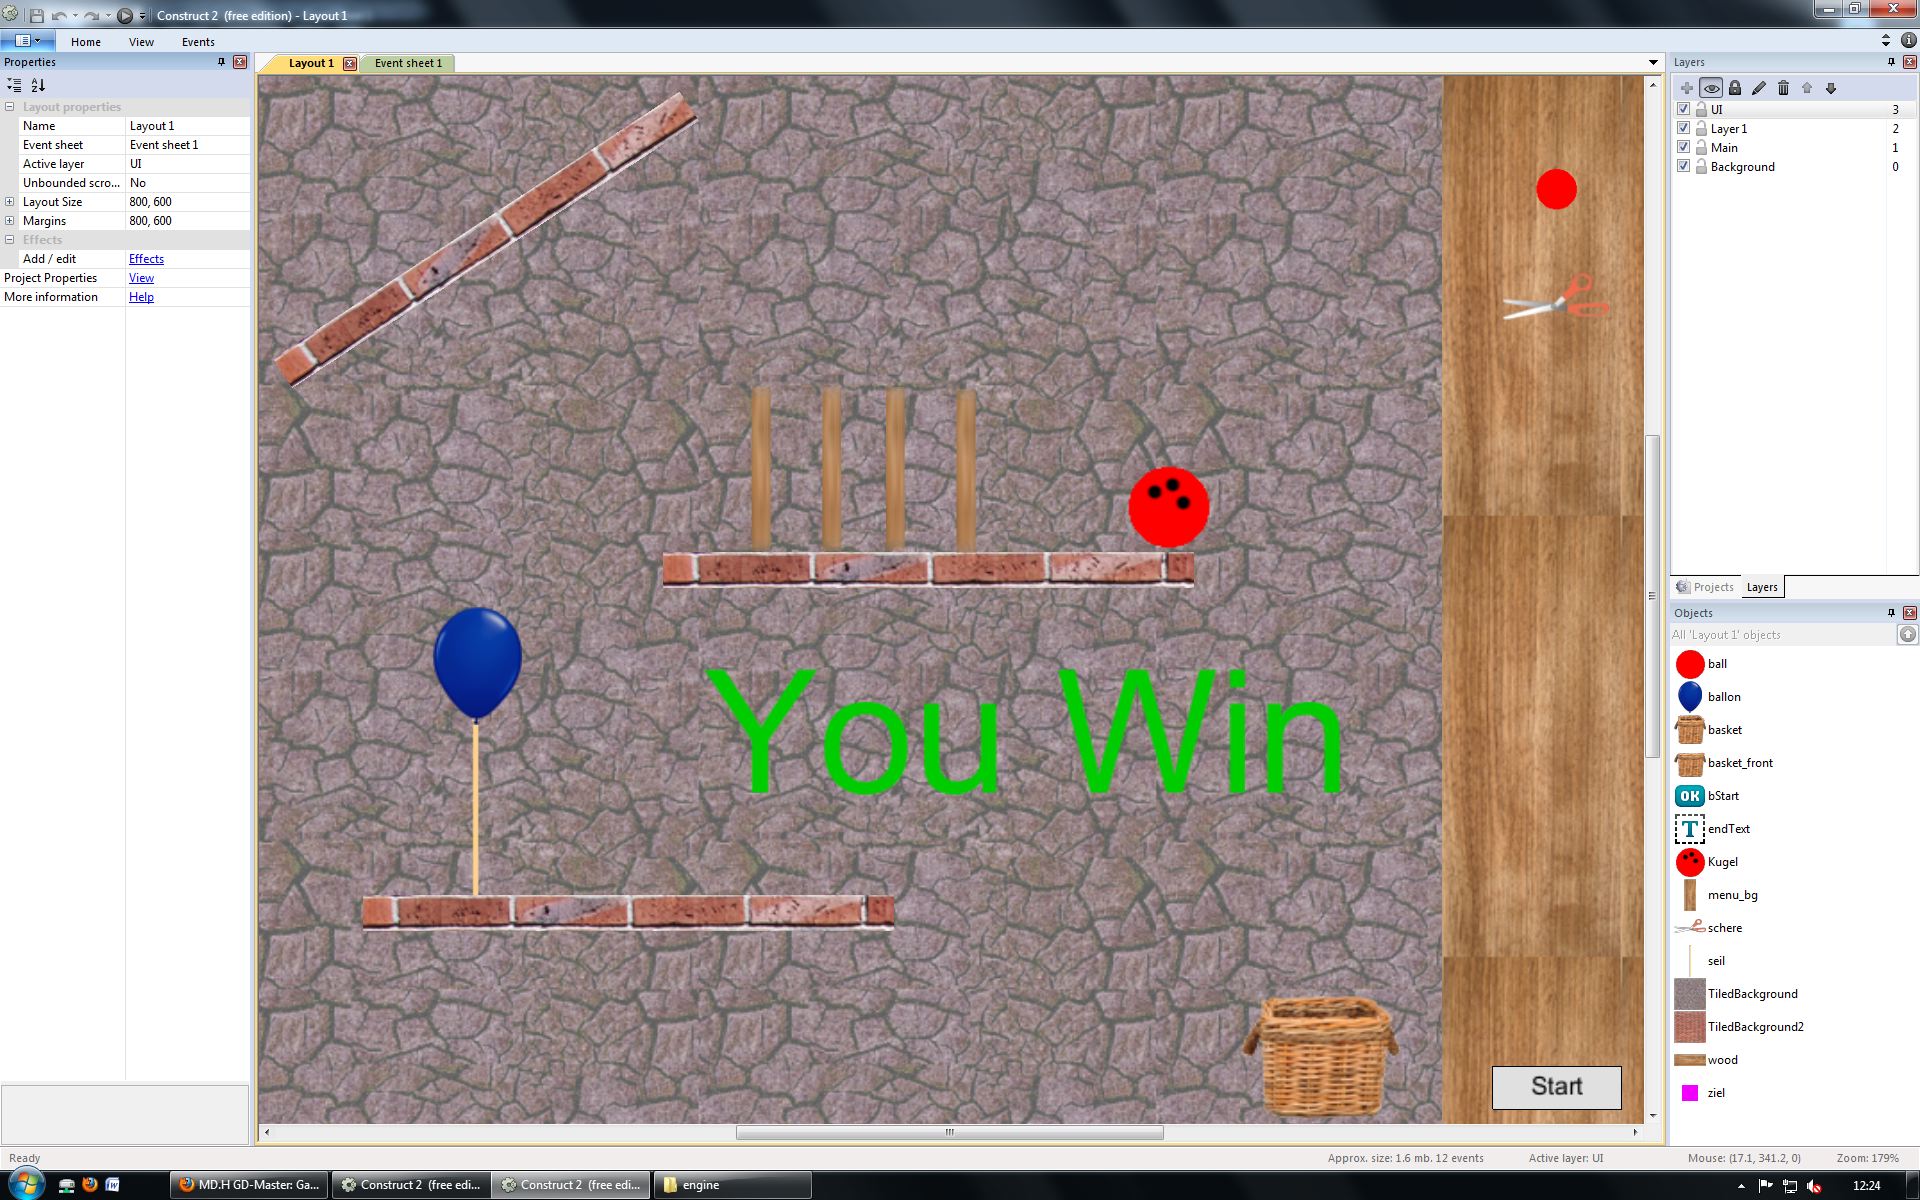 Construct 2 (free edition) - Layout 1
Home View Events
Properties
Layout properties
Name Layout 1
Event sheet Event sheet 1
Active layer UI
Unbounded scro... No
Layout Size 800, 600
Margins 800, 600
Effects
Add / edit Effects
Project Properties View
More information Help
Layout 1 Event sheet 1
You Win
Start
Layers
UI 3
Layer 1 2
Main 1
Background 0
Projects Layers
Objects
All 'Layout 1' objects
ball
ballon
basket
basket_front
OK bStart
T endText
Kugel
menu_bg
schere
seil
TiledBackground
TiledBackground2
wood
ziel
Ready Approx. size: 1.6 mb. 12 events Active layer: UI Mouse: (17.1, 341.2, 0) Zoom: 179%
MD.H GD-Master: Ga... Construct 2 (free edi... Construct 2 (free edi... engine 12:24